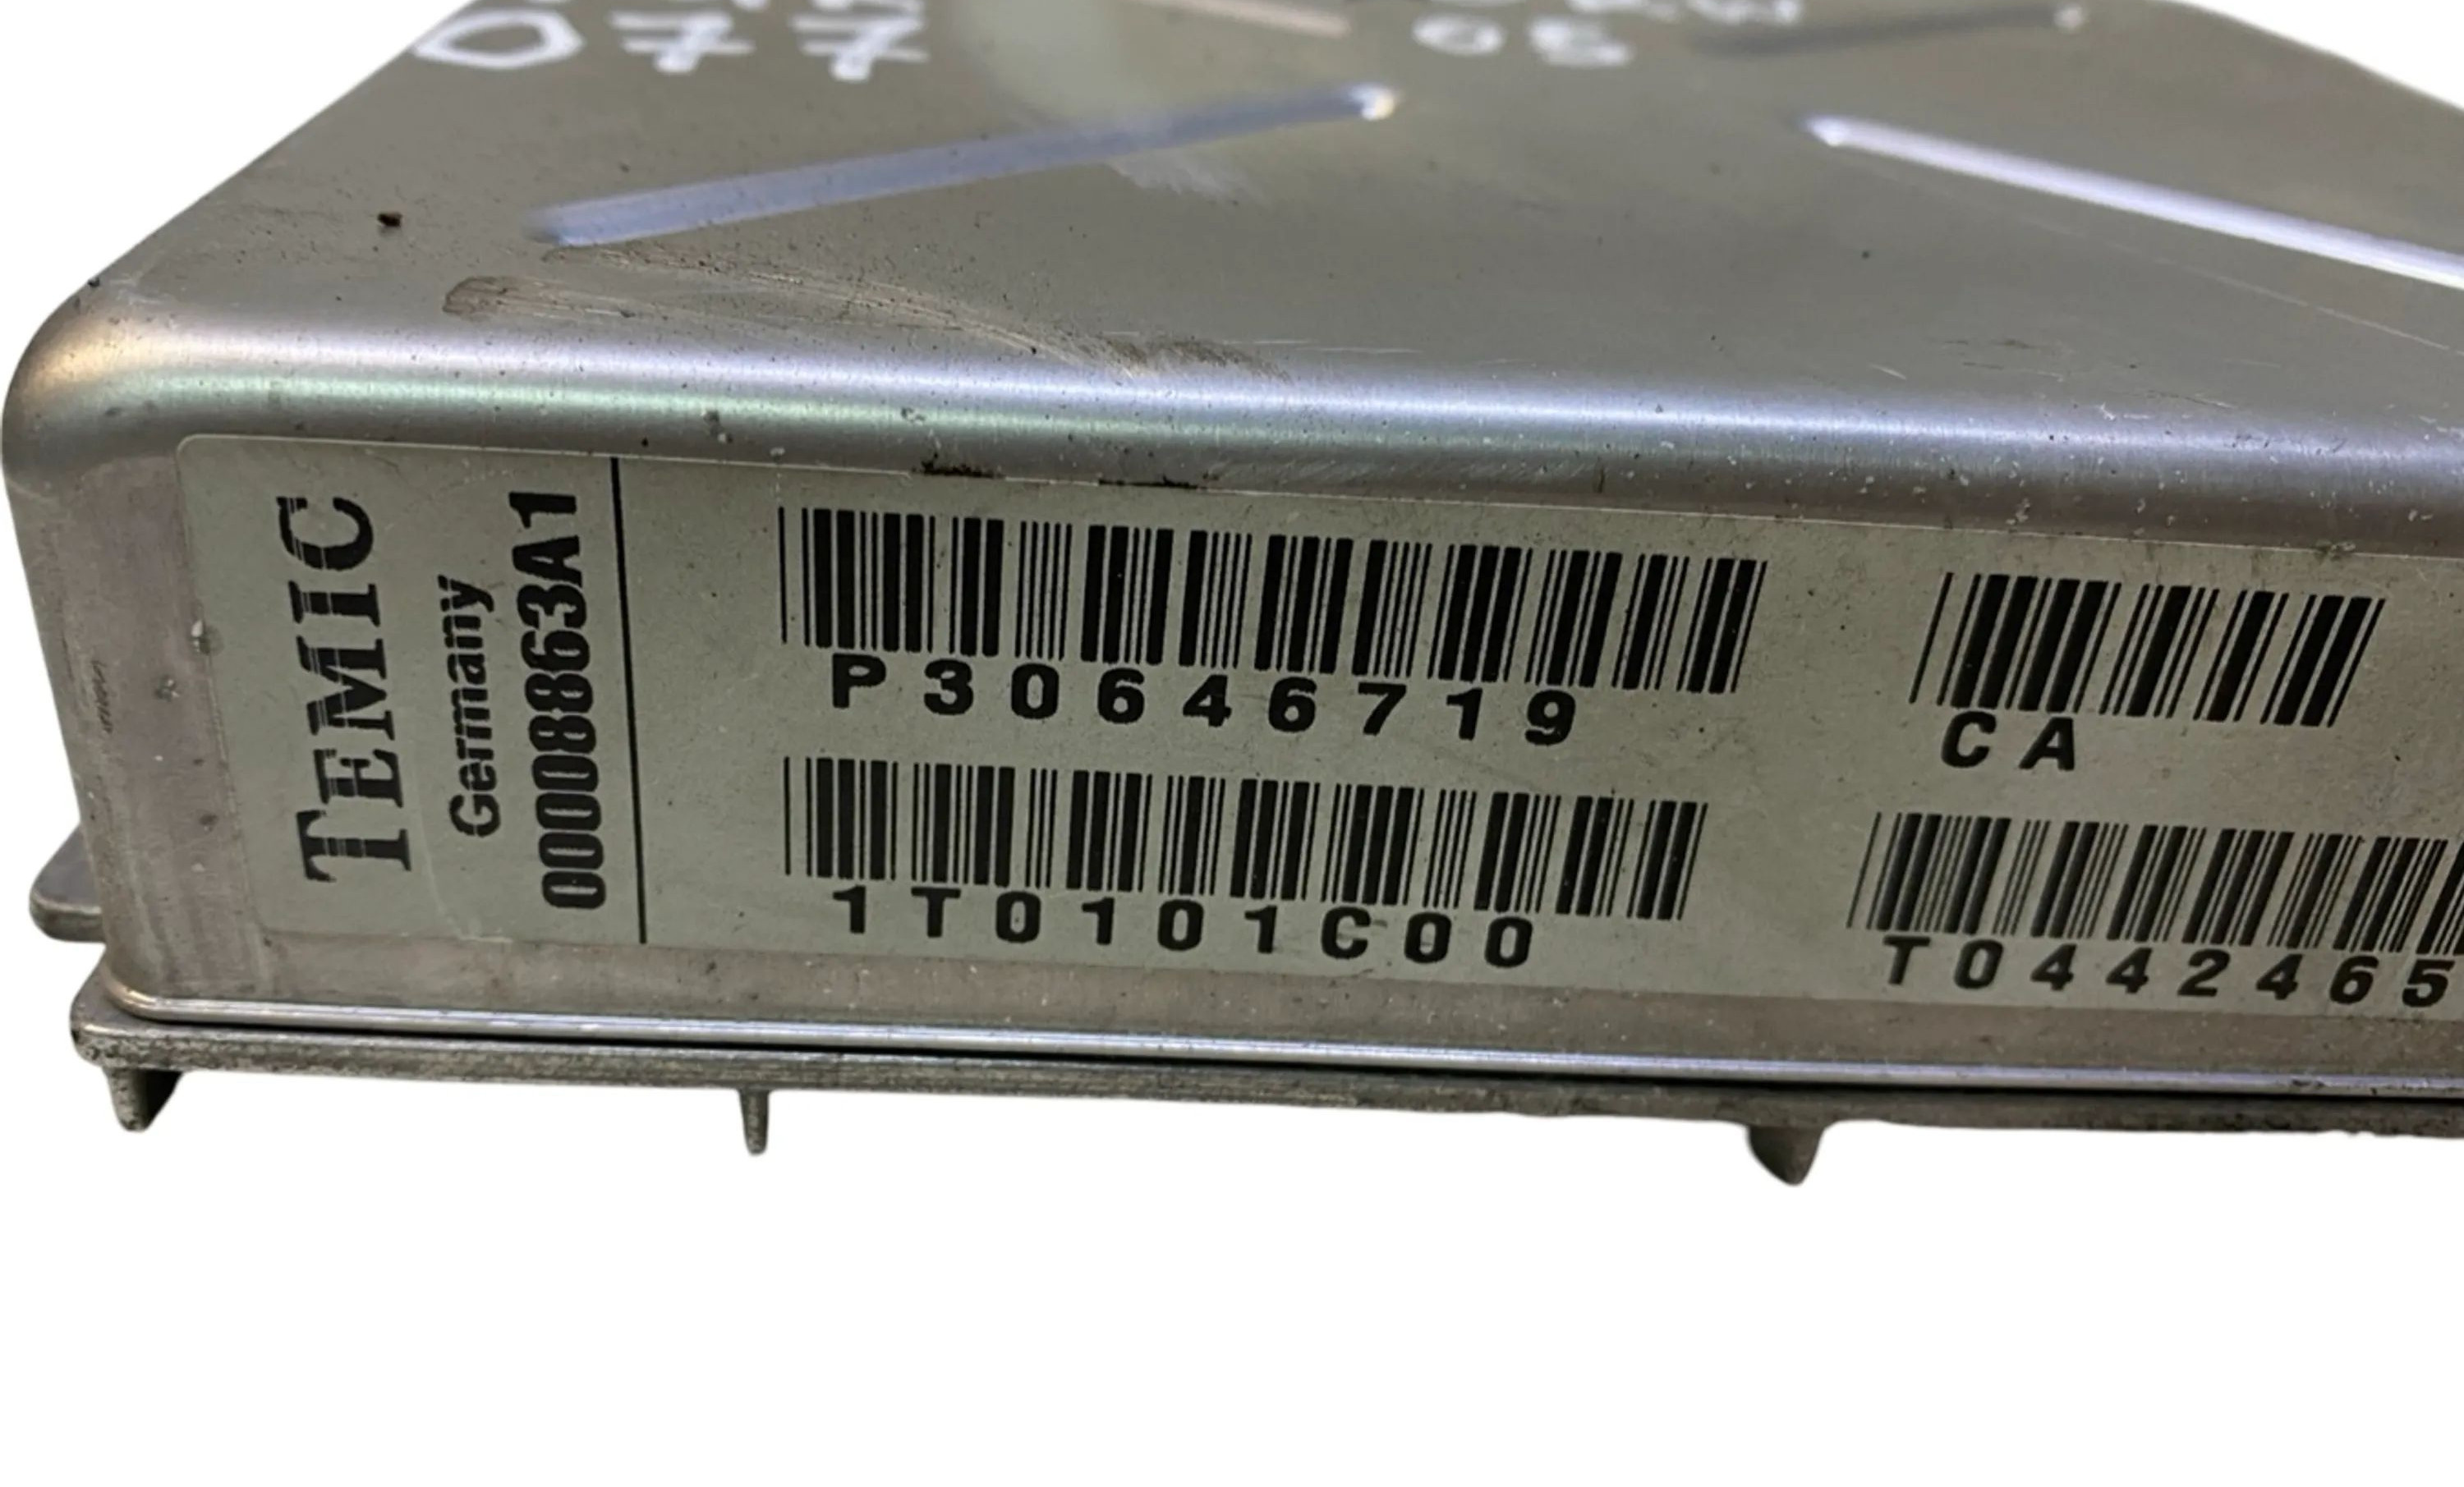 TEMIC
Germany
00008863A1
P30646719
CA
1T0101C00
T0442465